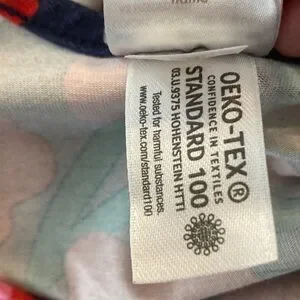 name
OEKO-TEX®
CONFIDENCE IN TEXTILES
STANDARD 100
03.U.9375 HOHENSTEIN HTTI
Tested for harmful substances.
www.oeko-tex.com/standard100